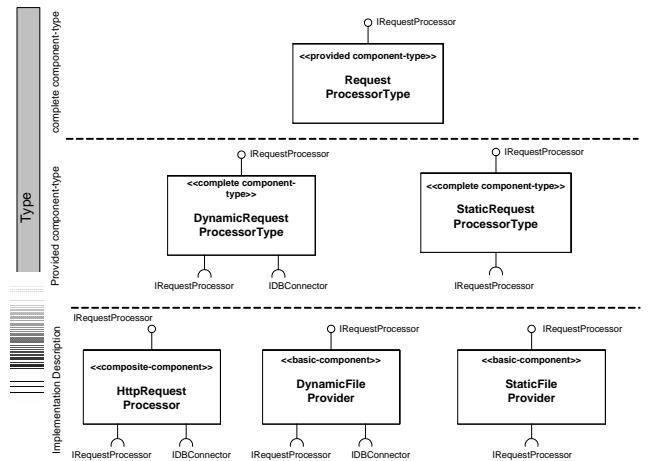 Type
complete component-type
IRequestProcessor
<<provided component-type>>
Request
ProcessorType
Provided component-type
IRequestProcessor
<<complete component-
type>>
DynamicRequest
ProcessorType
IRequestProcessor
IDBConnector
IRequestProcessor
<<complete component-type>>
StaticRequest
ProcessorType
IRequestProcessor
Implementation Description
IRequestProcessor
<<composite-component>>
HttpRequest
Processor
IRequestProcessor
IDBConnector
IRequestProcessor
<<basic-component>>
DynamicFile
Provider
IRequestProcessor
IDBConnector
IRequestProcessor
<<basic-component>>
StaticFile
Provider
IRequestProcessor